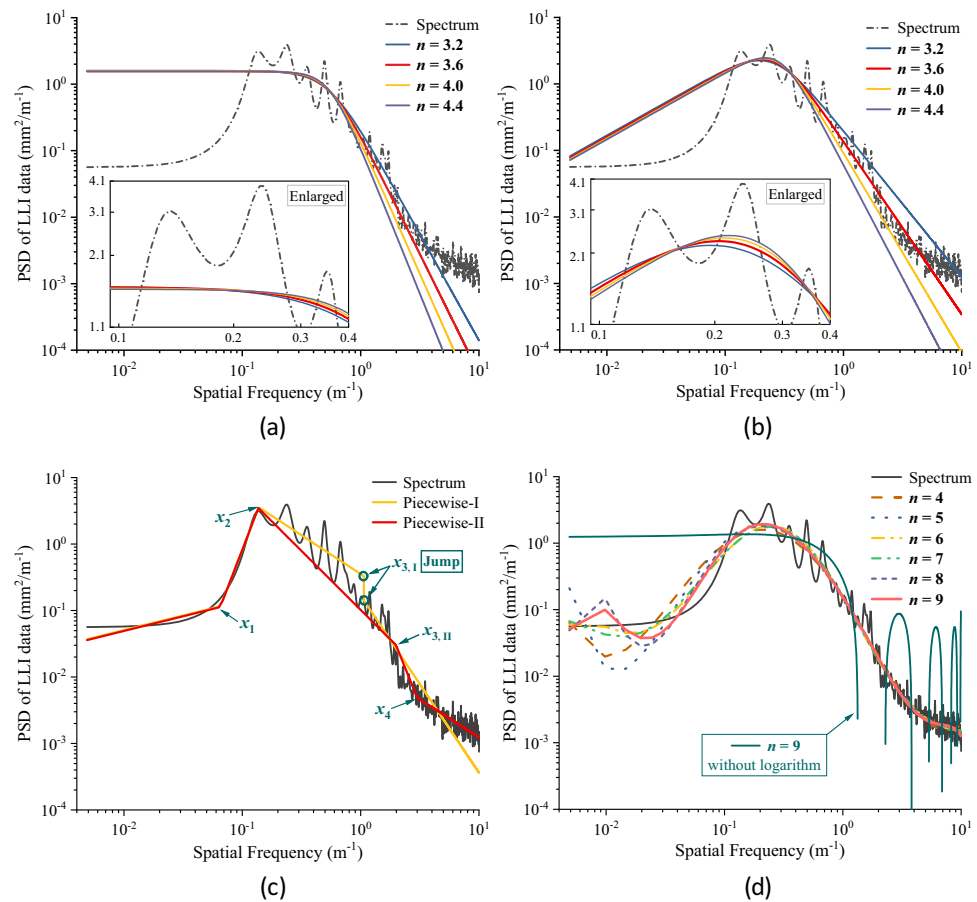 10¹
10⁰
10⁻¹
10⁻²
10⁻³
10⁻⁴
PSD of LLI data (mm²/m⁻¹)
Spectrum
n = 3.2
n = 3.6
n = 4.0
n = 4.4
4.1
3.1
2.1
1.1
Enlarged
0.1
0.2
0.3
0.4
10⁻²
10⁻¹
10⁰
10¹
Spatial Frequency (m⁻¹)
(a)
10¹
10⁰
10⁻¹
10⁻²
10⁻³
10⁻⁴
PSD of LLI data (mm²/m⁻¹)
Spectrum
n = 3.2
n = 3.6
n = 4.0
n = 4.4
4.1
3.1
2.1
1.1
Enlarged
0.1
0.2
0.3
0.4
10⁻²
10⁻¹
10⁰
10¹
Spatial Frequency (m⁻¹)
(b)
10¹
10⁰
10⁻¹
10⁻²
10⁻³
10⁻⁴
PSD of LLI data (mm²/m⁻¹)
Spectrum
Piecewise-I
Piecewise-II
x₂
x₃,I Jump
x₁
x₃,II
x₄
10⁻²
10⁻¹
10⁰
10¹
Spatial Frequency (m⁻¹)
(c)
10¹
10⁰
10⁻¹
10⁻²
10⁻³
10⁻⁴
PSD of LLI data (mm²/m⁻¹)
Spectrum
n = 4
n = 5
n = 6
n = 7
n = 8
n = 9
n = 9
without logarithm
10⁻²
10⁻¹
10⁰
10¹
Spatial Frequency (m⁻¹)
(d)